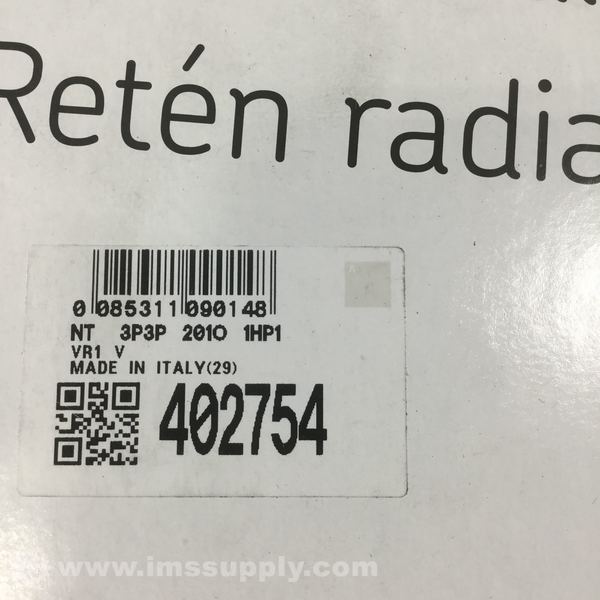 Retén radia
0 085311 090148
NT 3P3P 2010 1HP1
VR1 V
MADE IN ITALY(29)
402754
www.imssupply.com